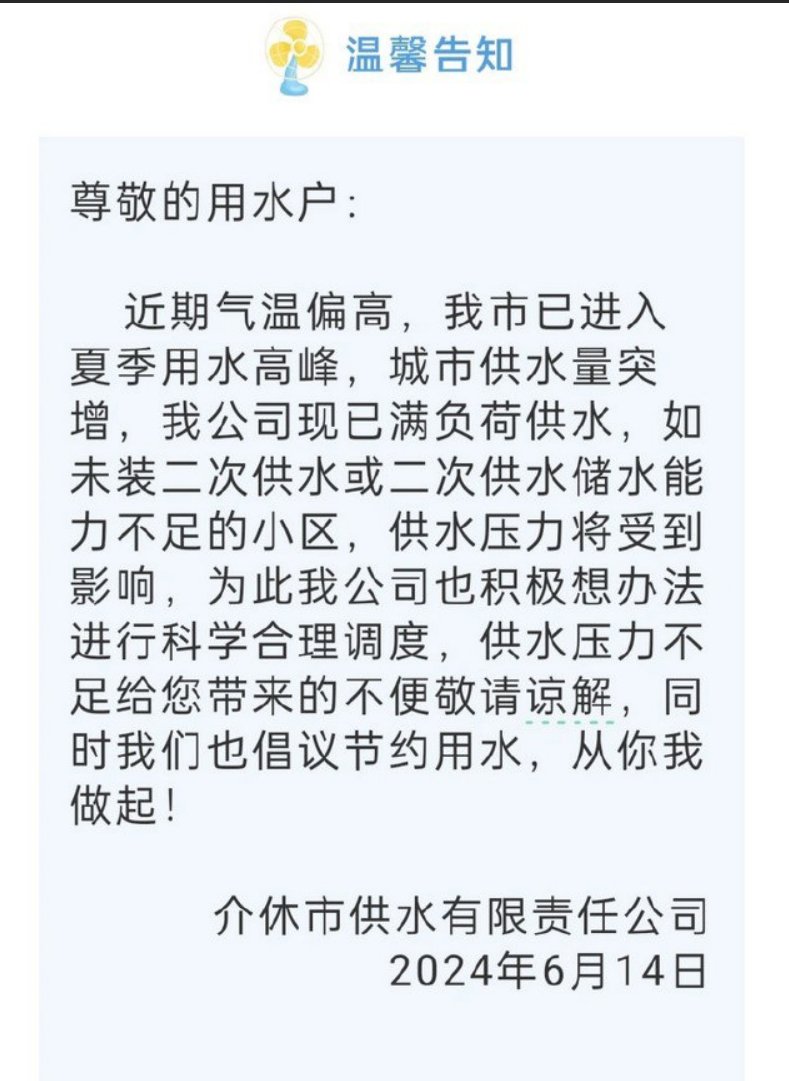 温馨告知
尊敬的用水户：
近期气温偏高，我市已进入
夏季用水高峰，城市供水量突
增，我公司现已满负荷供水，如
未装二次供水或二次供水储水能
力不足的小区，供水压力将受到
影响，为此我公司也积极想办法
进行科学合理调度，供水压力不
足给您带来的不便敬请谅解，同
时我们也倡议节约用水，从你我
做起！
介休市供水有限责任公司
2024年6月14日